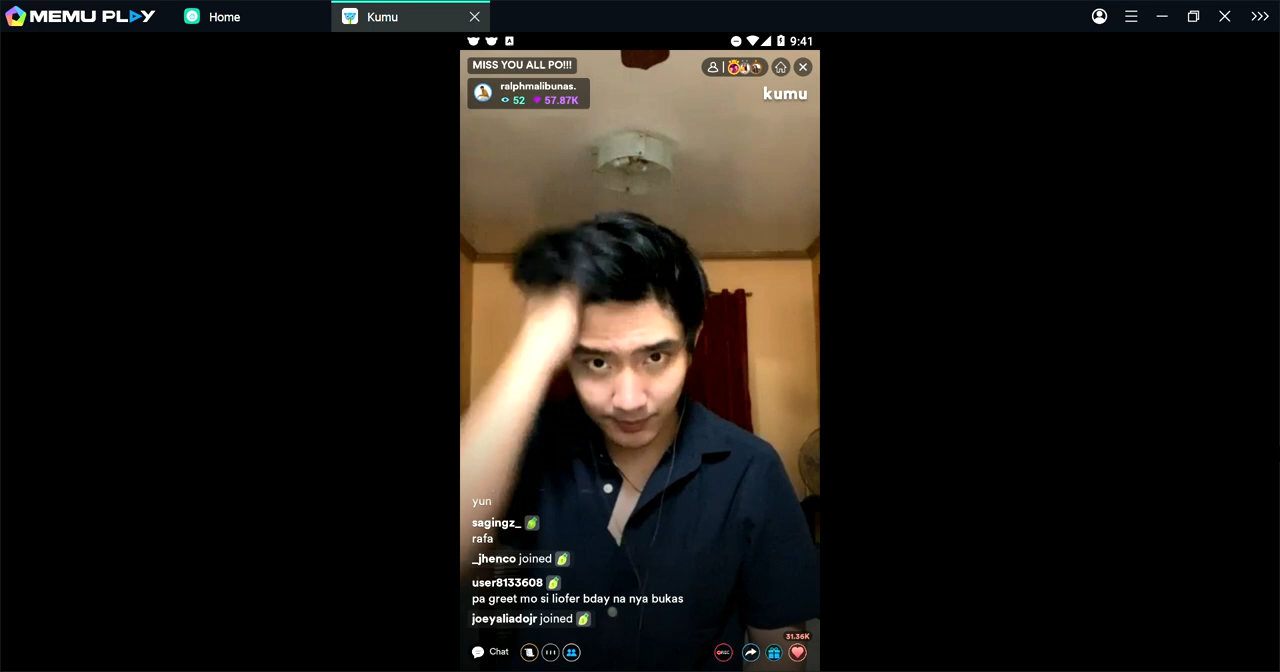 MEMU PLAY
Home
Kumu
9:41
MISS YOU ALL PO!!!
ralphmalibunas.
52 57.87K
kumu
yun
sagingz_
rafa
_jhenco joined
user8133608
pa greet mo si liofer bday na nya bukas
joeyaliadojr joined
31.36K
Chat
REC